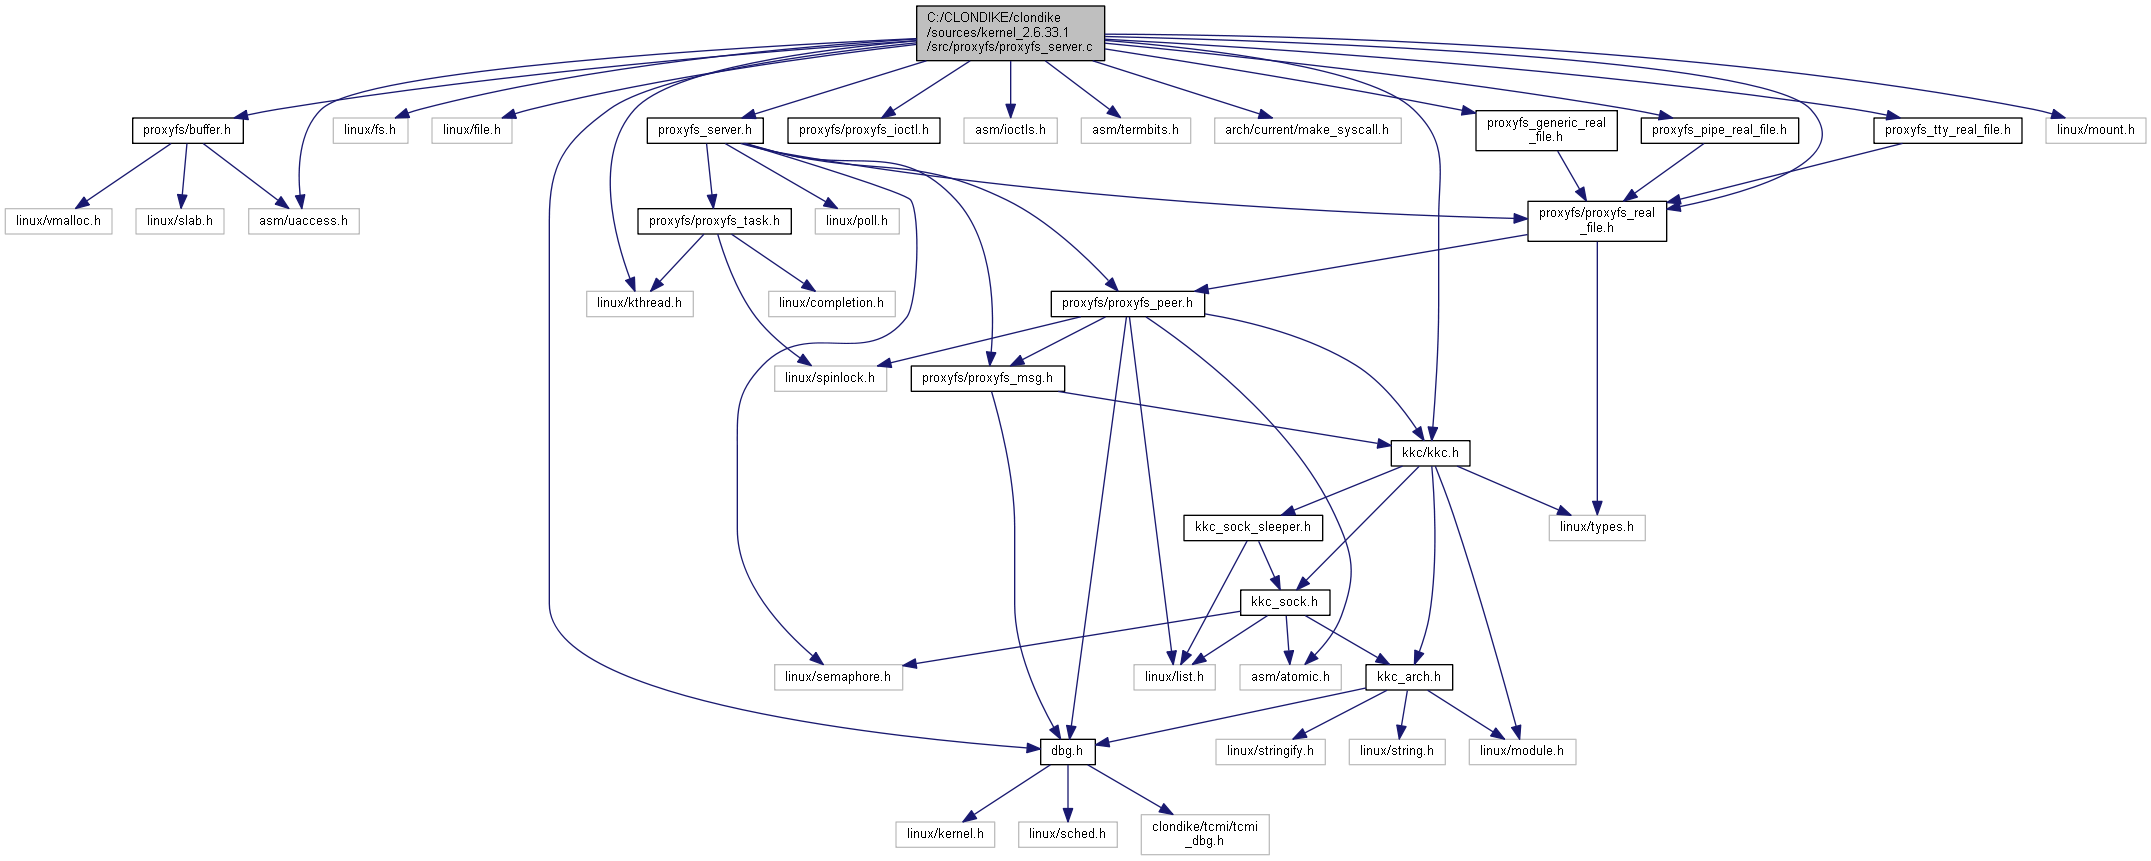 C:/CLONDIKE/clondike
/sources/kernel_2.6.33.1
/src/proxyfs/proxyfs_server.c
proxyfs/buffer.h
linux/fs.h
linux/file.h
proxyfs_server.h
proxyfs/proxyfs_ioctl.h
asm/ioctls.h
asm/termbits.h
arch/current/make_syscall.h
proxyfs_generic_real
_file.h
proxyfs_pipe_real_file.h
proxyfs_tty_real_file.h
linux/mount.h
linux/vmalloc.h
linux/slab.h
asm/uaccess.h
proxyfs/proxyfs_task.h
linux/poll.h
proxyfs/proxyfs_real
_file.h
linux/kthread.h
linux/completion.h
proxyfs/proxyfs_peer.h
linux/spinlock.h
proxyfs/proxyfs_msg.h
kkc/kkc.h
kkc_sock_sleeper.h
linux/types.h
kkc_sock.h
linux/semaphore.h
linux/list.h
asm/atomic.h
kkc_arch.h
dbg.h
linux/stringify.h
linux/string.h
linux/module.h
linux/kernel.h
linux/sched.h
clondike/tcmi/tcmi
_dbg.h